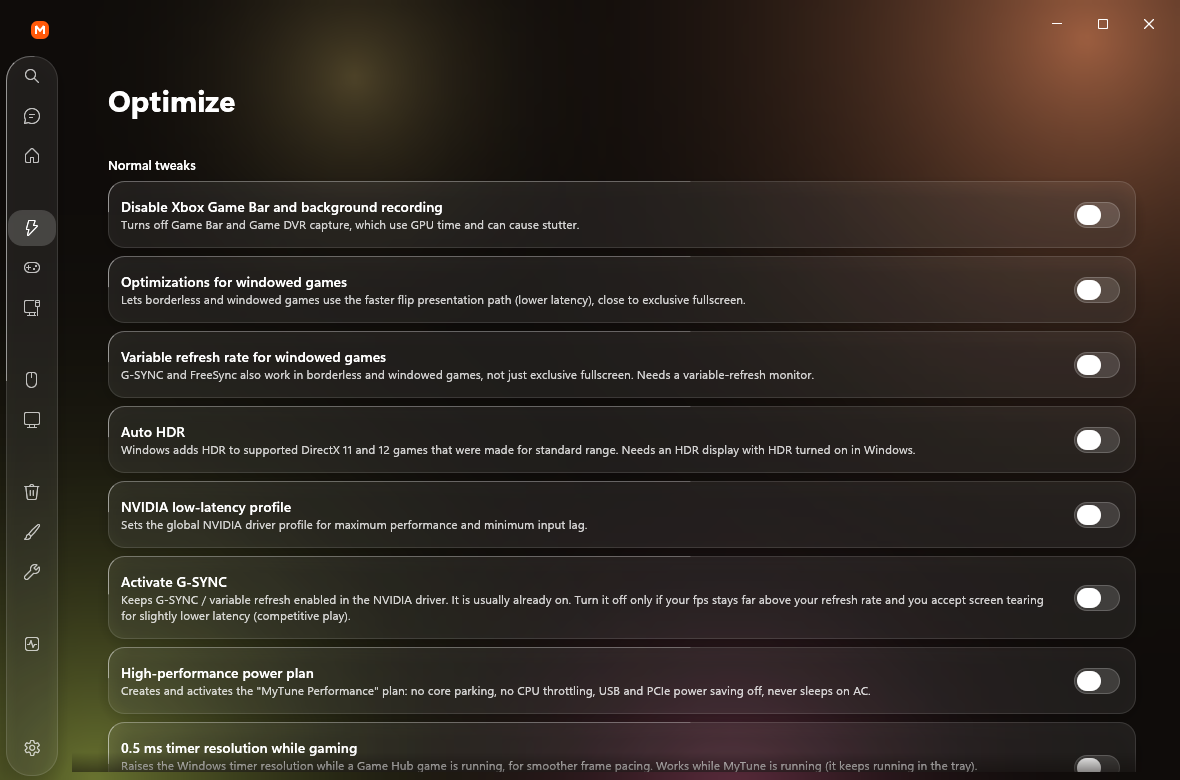 M
Optimize
Normal tweaks
Disable Xbox Game Bar and background recording
Turns off Game Bar and Game DVR capture, which use GPU time and can cause stutter.
Optimizations for windowed games
Lets borderless and windowed games use the faster flip presentation path (lower latency), close to exclusive fullscreen.
Variable refresh rate for windowed games
G-SYNC and FreeSync also work in borderless and windowed games, not just exclusive fullscreen. Needs a variable-refresh monitor.
Auto HDR
Windows adds HDR to supported DirectX 11 and 12 games that were made for standard range. Needs an HDR display with HDR turned on in Windows.
NVIDIA low-latency profile
Sets the global NVIDIA driver profile for maximum performance and minimum input lag.
Activate G-SYNC
Keeps G-SYNC / variable refresh enabled in the NVIDIA driver. It is usually already on. Turn it off only if your fps stays far above your refresh rate and you accept screen tearing
for slightly lower latency (competitive play).
High-performance power plan
Creates and activates the "MyTune Performance" plan: no core parking, no CPU throttling, USB and PCIe power saving off, never sleeps on AC.
0.5 ms timer resolution while gaming
Raises the Windows timer resolution while a Game Hub game is running, for smoother frame pacing. Works while MyTune is running (it keeps running in the tray).